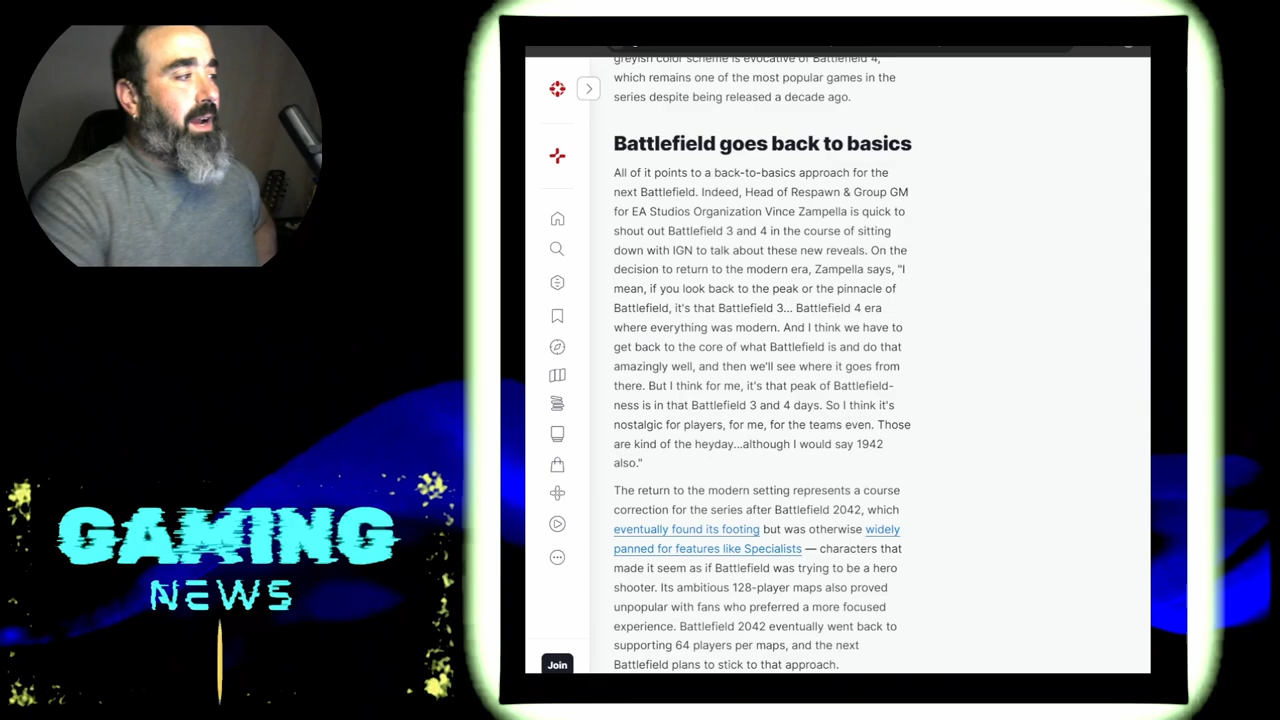 greyish color scheme is evocative of Battlefield 4,
which remains one of the most popular games in the
series despite being released a decade ago.
Battlefield goes back to basics
All of it points to a back-to-basics approach for the
next Battlefield. Indeed, Head of Respawn & Group GM
for EA Studios Organization Vince Zampella is quick to
shout out Battlefield 3 and 4 in the course of sitting
down with IGN to talk about these new reveals. On the
decision to return to the modern era, Zampella says, "I
mean, if you look back to the peak or the pinnacle of
Battlefield, it's that Battlefield 3... Battlefield 4 era
where everything was modern. And I think we have to
get back to the core of what Battlefield is and do that
amazingly well, and then we'll see where it goes from
there. But I think for me, it's that peak of Battlefield-
ness is in that Battlefield 3 and 4 days. So I think it's
nostalgic for players, for me, for the teams even. Those
are kind of the heyday...although I would say 1942
also."
The return to the modern setting represents a course
correction for the series after Battlefield 2042, which
eventually found its footing but was otherwise widely
panned for features like Specialists — characters that
made it seem as if Battlefield was trying to be a hero
shooter. Its ambitious 128-player maps also proved
unpopular with fans who preferred a more focused
experience. Battlefield 2042 eventually went back to
supporting 64 players per maps, and the next
Battlefield plans to stick to that approach.
Join
GAMING
NEWS